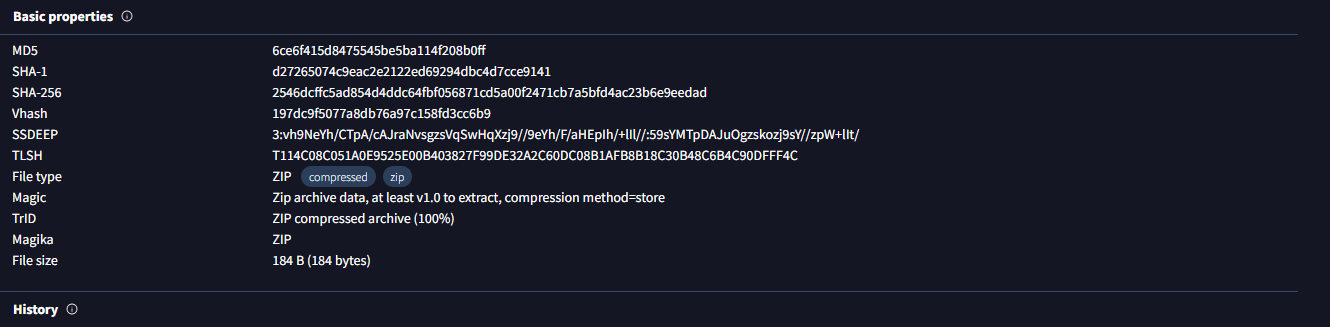 Basic properties
MD5 6ce6f415d8475545be5ba114f208b0ff
SHA-1 d27265074c9eac2e2122ed69294dbc4d7cce9141
SHA-256 2546dcffc5ad854d4ddc64fbf056871cd5a00f2471cb7a5bfd4ac23b6e9eedad
Vhash 197dc9f5077a8db76a97c158fd3cc6b9
SSDEEP 3:vh9NeYh/CTpA/cAJraNvsgzsVqSwHqXzj9//9eYh/F/aHEpIh/+lIl//:59sYMTpDAJuOgzskozj9sY//zpW+lIt/
TLSH T114C08C051A0E9525E00B403827F99DE32A2C60DC08B1AFB8B18C30B48C6B4C90DFFF4C
File type ZIP compressed zip
Magic Zip archive data, at least v1.0 to extract, compression method=store
TrID ZIP compressed archive (100%)
Magika ZIP
File size 184 B (184 bytes)
History